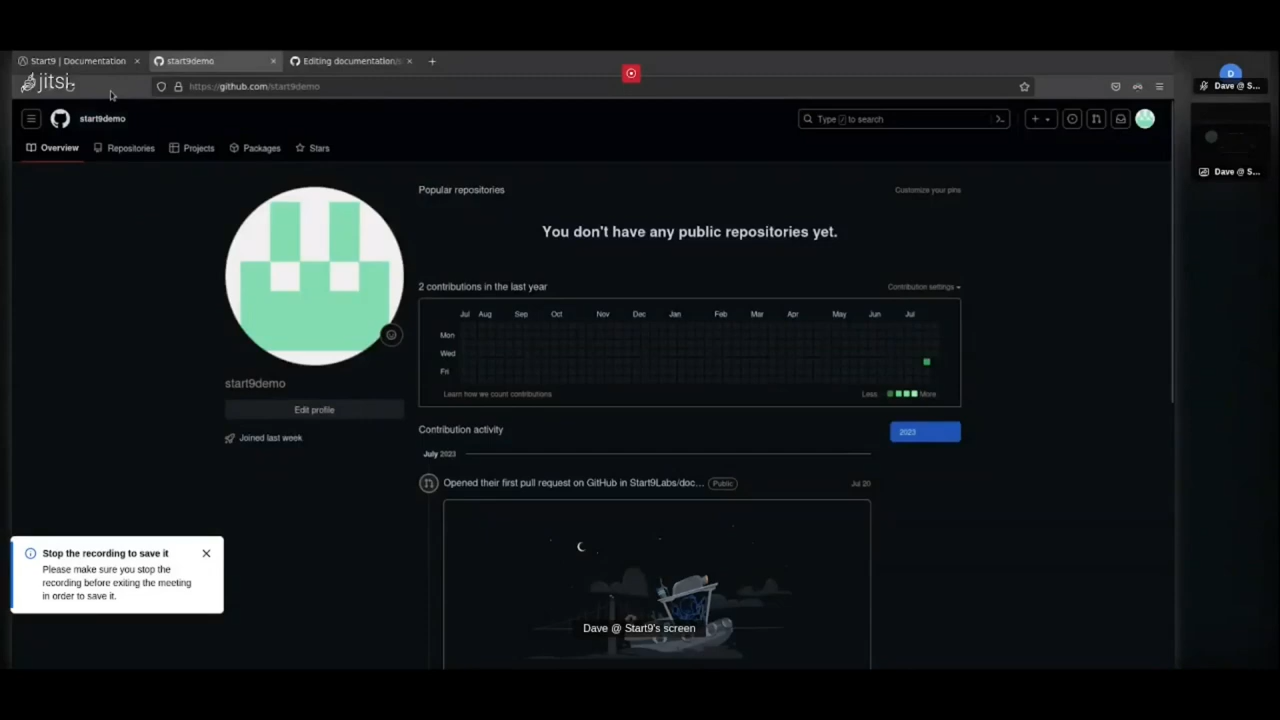 Start9 | Documentation
start9demo
Editing documentation/s
jitsi
https://github.com/start9demo
D
Dave @ S...
start9demo
Type / to search
Dave @ S...
Overview
Repositories
Projects
Packages
Stars
Popular repositories
Customize your pins
You don't have any public repositories yet.
2 contributions in the last year
Contribution settings
Jul Aug Sep Oct Nov Dec Jan Feb Mar Apr May Jun Jul
Mon
Wed
Fri
Learn how we count contributions
Less
More
start9demo
Edit profile
Joined last week
Contribution activity
2023
July 2023
Opened their first pull request on GitHub in Start9Labs/doc...
Public
Jul 20
Stop the recording to save it
Please make sure you stop the
recording before exiting the meeting
in order to save it.
Dave @ Start9's screen